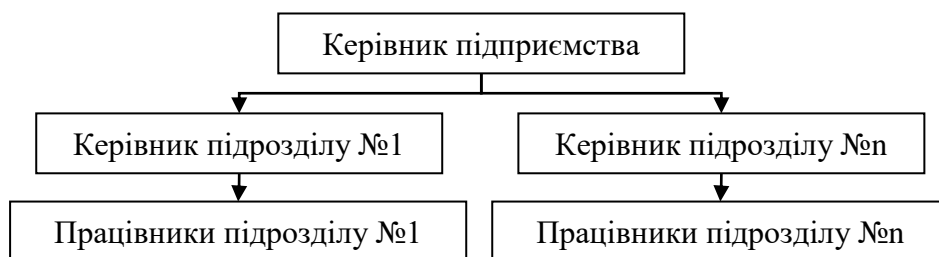 Керівник підприємства
Керівник підрозділу №1
Керівник підрозділу №n
Працівники підрозділу №1
Працівники підрозділу №n